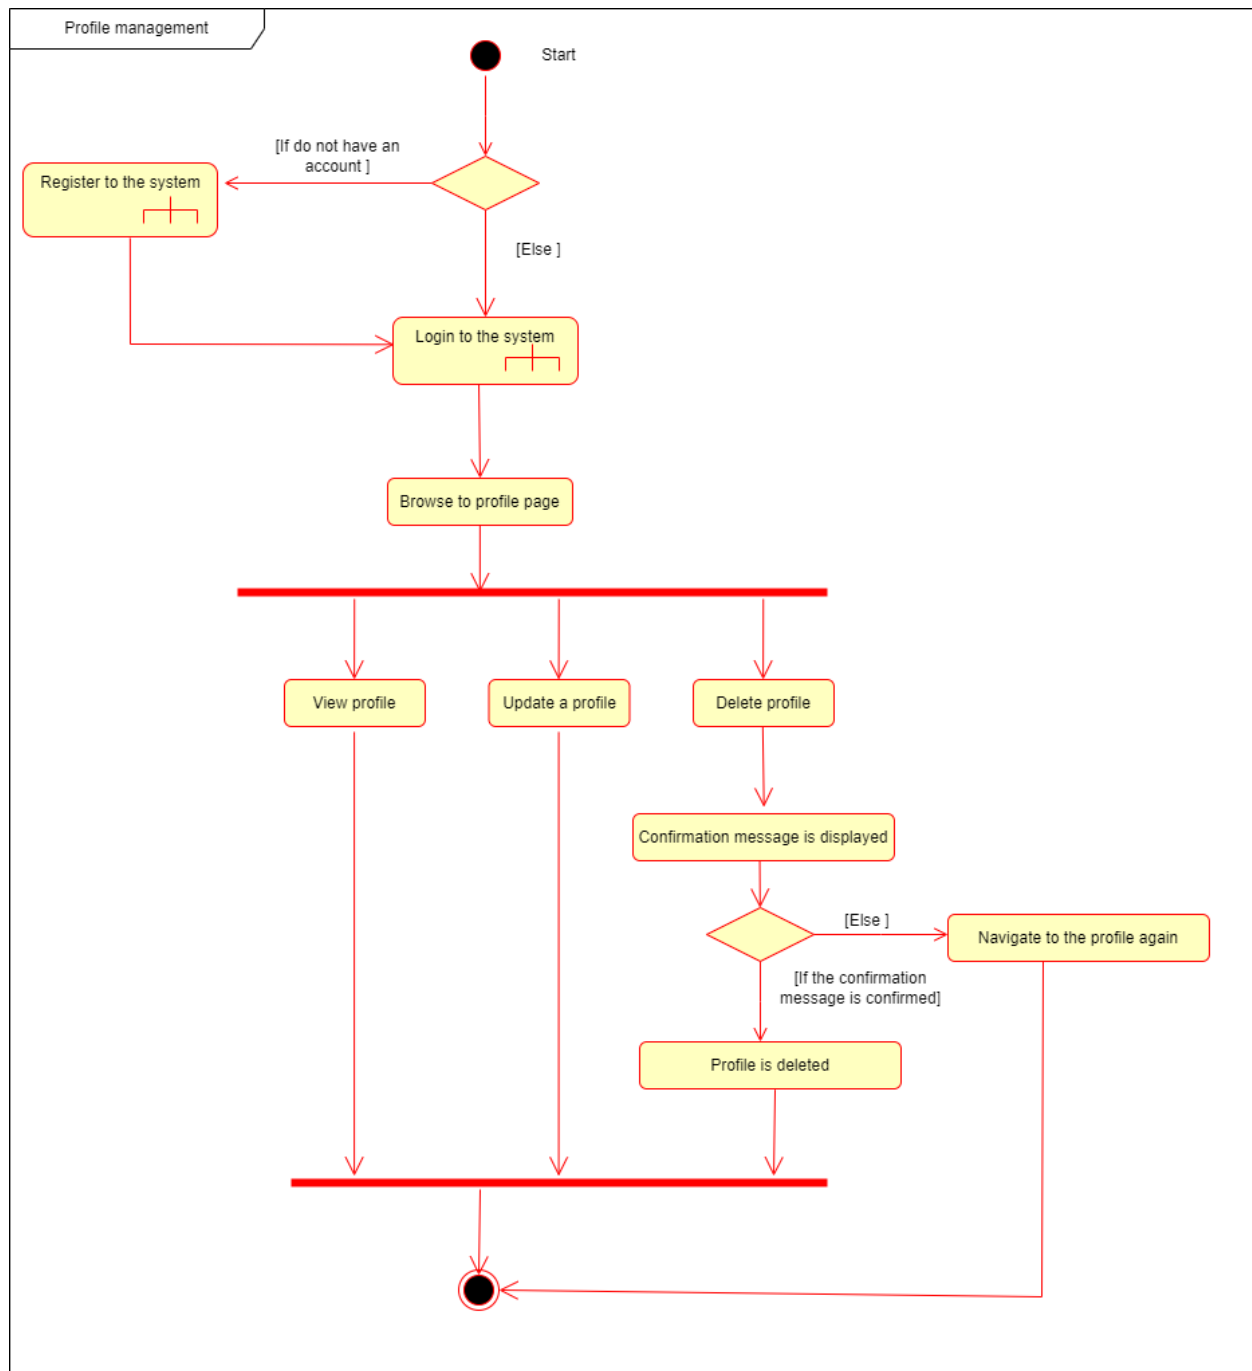 Profile management
Start
[If do not have an
account ]
Register to the system
[Else ]
Login to the system
Browse to profile page
View profile
Update a profile
Delete profile
Confirmation message is displayed
[Else ]
Navigate to the profile again
[If the confirmation
message is confirmed]
Profile is deleted